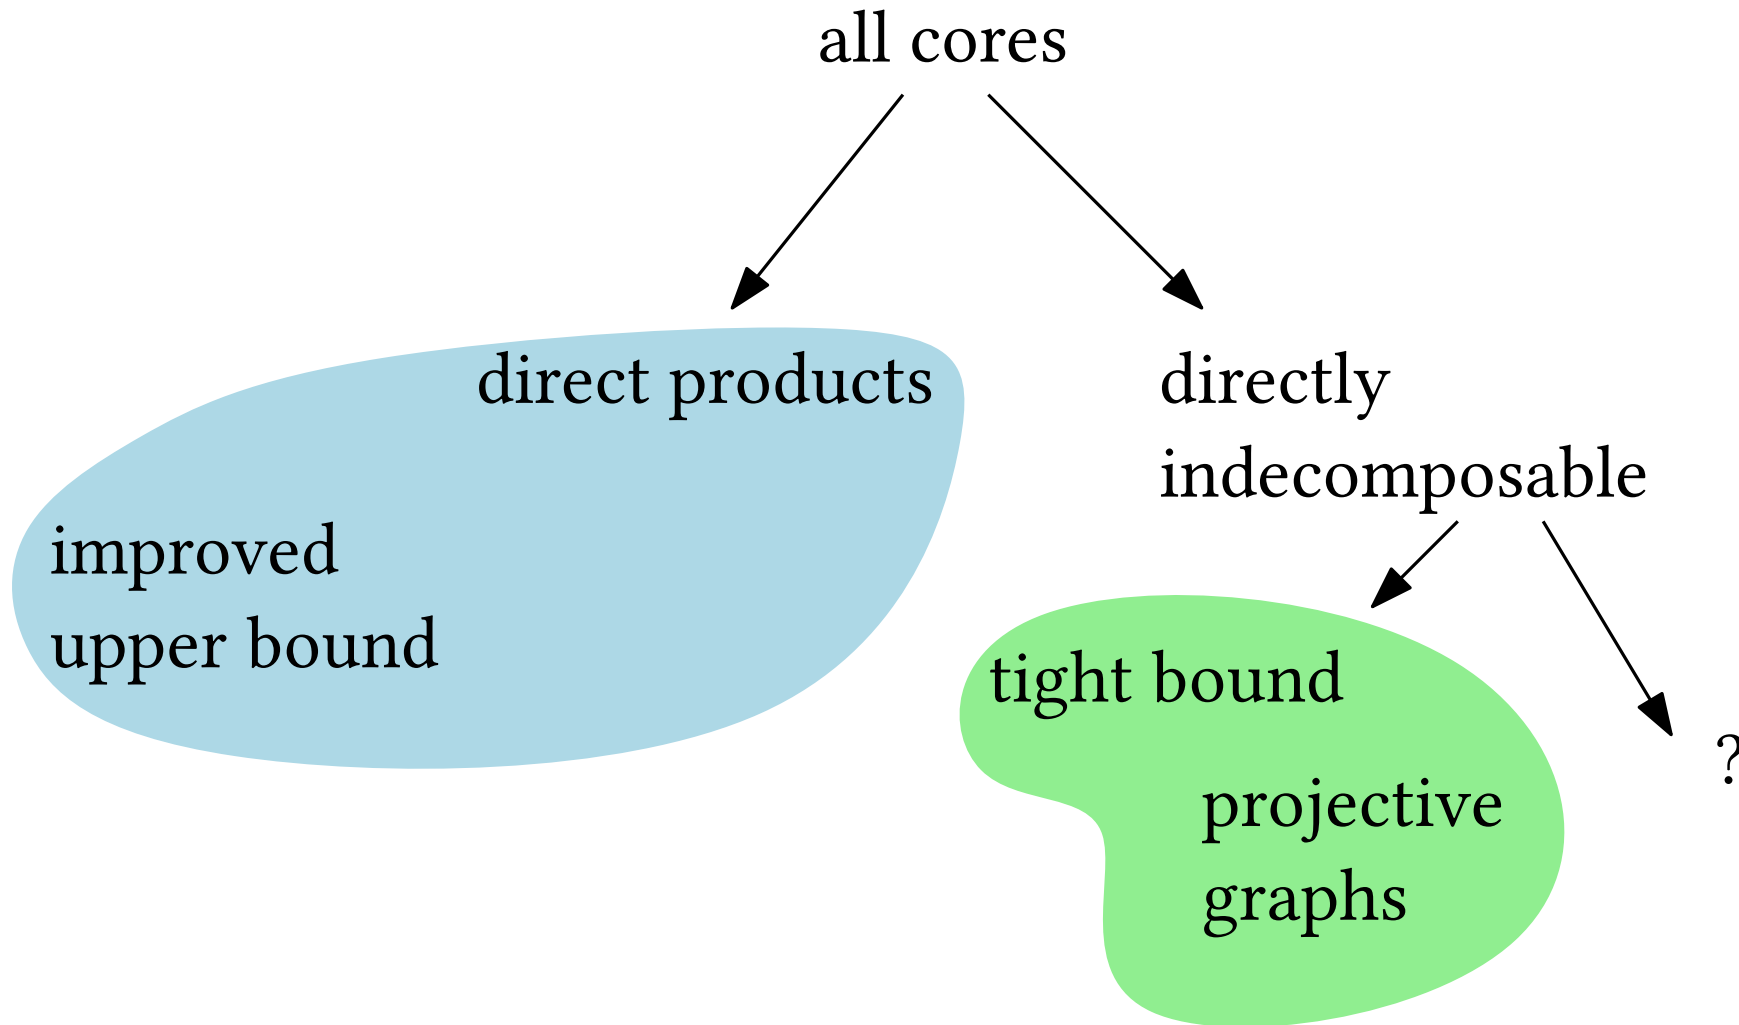 all cores
direct products
directly
indecomposable
improved
upper bound
tight bound
projective
graphs
?